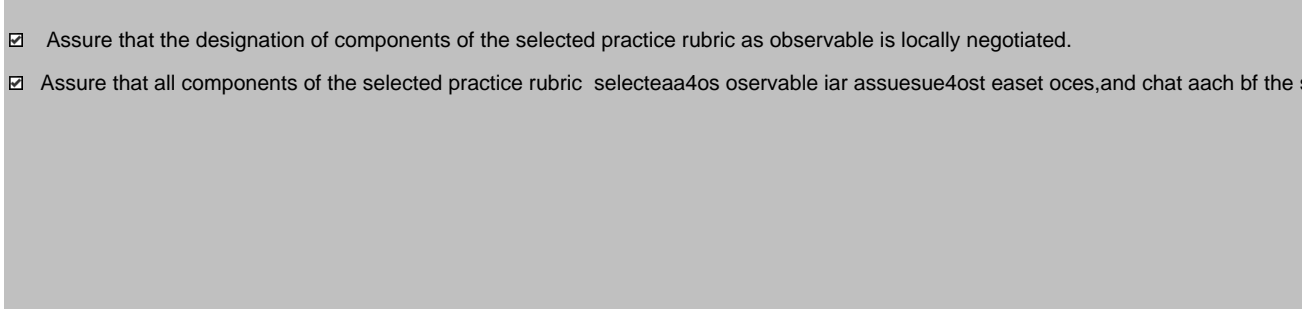 Assure that the designation of components of the selected practice rubric as observable is locally negotiated.
Assure that all components of the selected practice rubric selecteaa4os oservable iar assuesue4ost easet oces,and chat aach bf the s